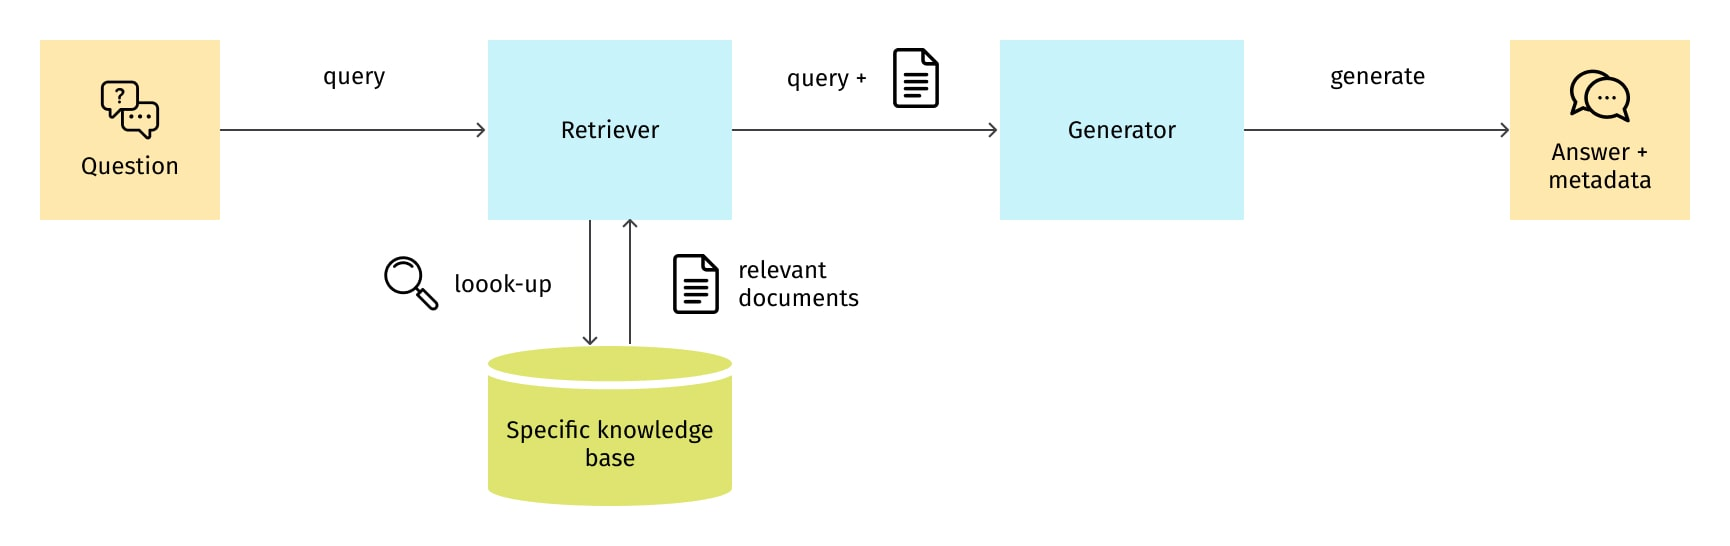 ?
Question
query
Retriever
loook-up
relevant
documents
Specific knowledge
base
query +
Generator
generate
Answer +
metadata